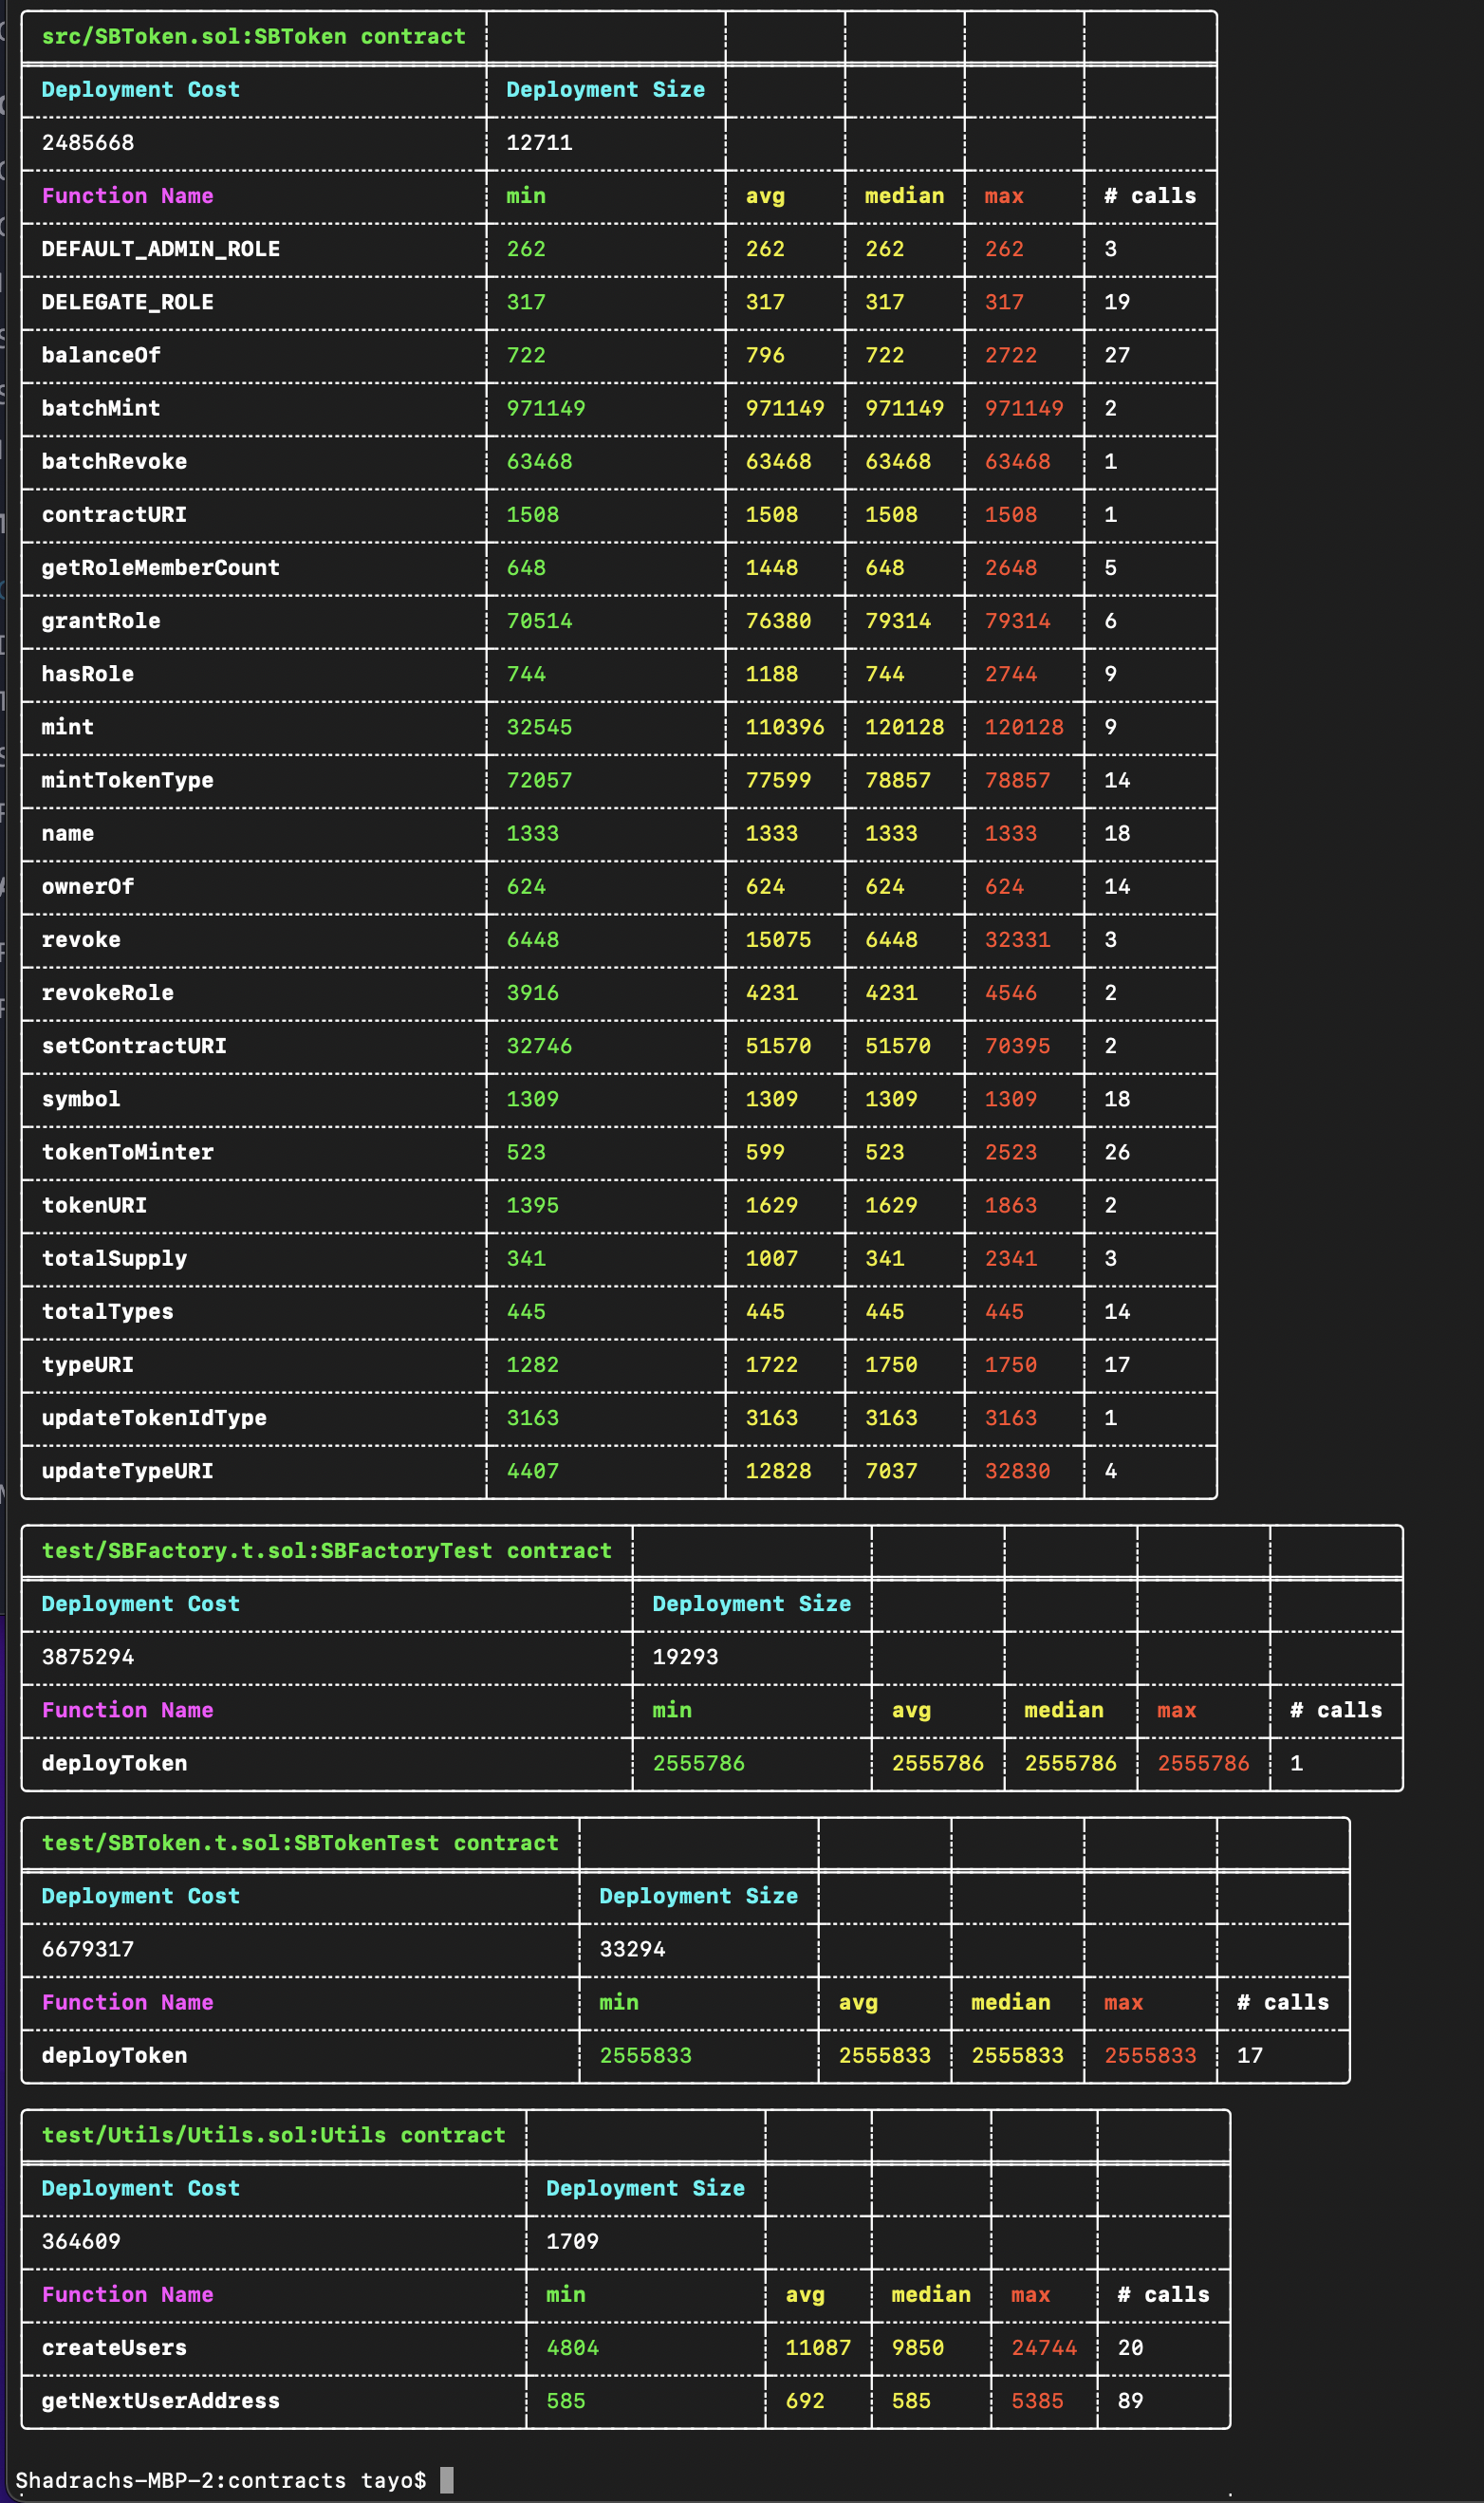 src/SBToken.sol:SBToken contract
Deployment Cost Deployment Size
2485668 12711
Function Name min avg median max # calls
DEFAULT_ADMIN_ROLE 262 262 262 262 3
DELEGATE_ROLE 317 317 317 317 19
balanceOf 722 796 722 2722 27
batchMint 971149 971149 971149 971149 2
batchRevoke 63468 63468 63468 63468 1
contractURI 1508 1508 1508 1508 1
getRoleMemberCount 648 1448 648 2648 5
grantRole 70514 76380 79314 79314 6
hasRole 744 1188 744 2744 9
mint 32545 110396 120128 120128 9
mintTokenType 72057 77599 78857 78857 14
name 1333 1333 1333 1333 18
ownerOf 624 624 624 624 14
revoke 6448 15075 6448 32331 3
revokeRole 3916 4231 4231 4546 2
setContractURI 32746 51570 51570 70395 2
symbol 1309 1309 1309 1309 18
tokenToMinter 523 599 523 2523 26
tokenURI 1395 1629 1629 1863 2
totalSupply 341 1007 341 2341 3
totalTypes 445 445 445 445 14
typeURI 1282 1722 1750 1750 17
updateTokenIdType 3163 3163 3163 3163 1
updateTypeURI 4407 12828 7037 32830 4
test/SBFactory.t.sol:SBFactoryTest contract
Deployment Cost Deployment Size
3875294 19293
Function Name min avg median max # calls
deployToken 2555786 2555786 2555786 2555786 1
test/SBToken.t.sol:SBTokenTest contract
Deployment Cost Deployment Size
6679317 33294
Function Name min avg median max # calls
deployToken 2555833 2555833 2555833 2555833 17
test/Utils/Utils.sol:Utils contract
Deployment Cost Deployment Size
364609 1709
Function Name min avg median max # calls
createUsers 4804 11087 9850 24744 20
getNextUserAddress 585 692 585 5385 89
Shadrachs-MBP-2:contracts tayo$